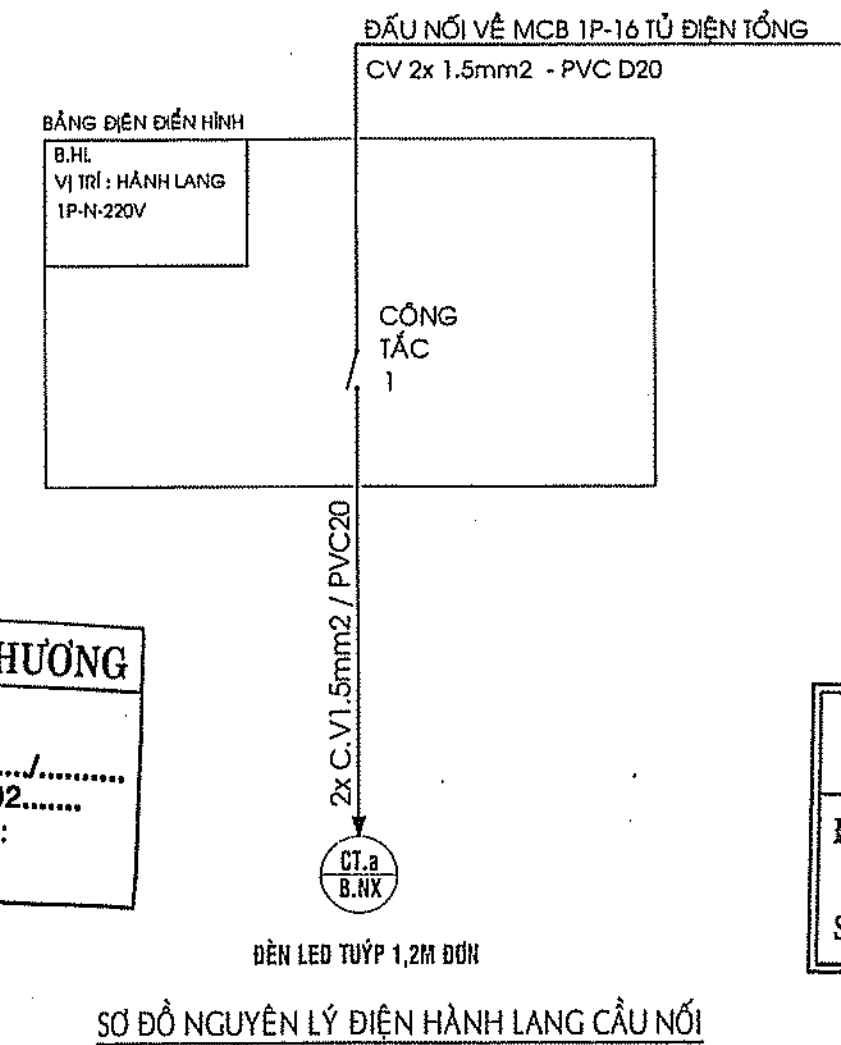 ĐẤU NỐI VỀ MCB 1P-16 TỦ ĐIỆN TỔNG
CV 2x 1.5mm2 - PVC D20
BẢNG ĐIỆN ĐIỂN HÌNH
B.HL
VỊ TRÍ : HÀNH LANG
1P-N-220V
CÔNG
TẮC
1
2x C.V1.5mm2 / PVC20
HƯƠNG
..../..........
02.......
:
CT.a
B.NX
ĐÈN LED TUÝP 1,2M ĐƠN
SƠ ĐỒ NGUYÊN LÝ ĐIỆN HÀNH LANG CẦU NỐI